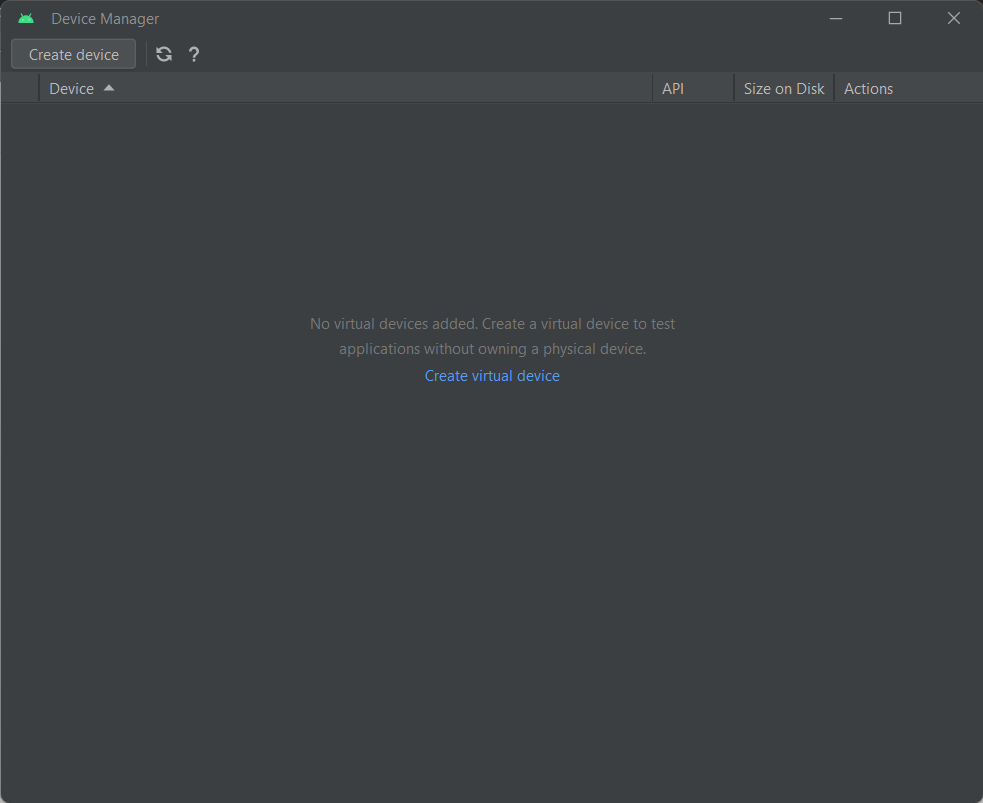 Device Manager
Create device
?
Device API Size on Disk Actions
No virtual devices added. Create a virtual device to test
applications without owning a physical device.
Create virtual device